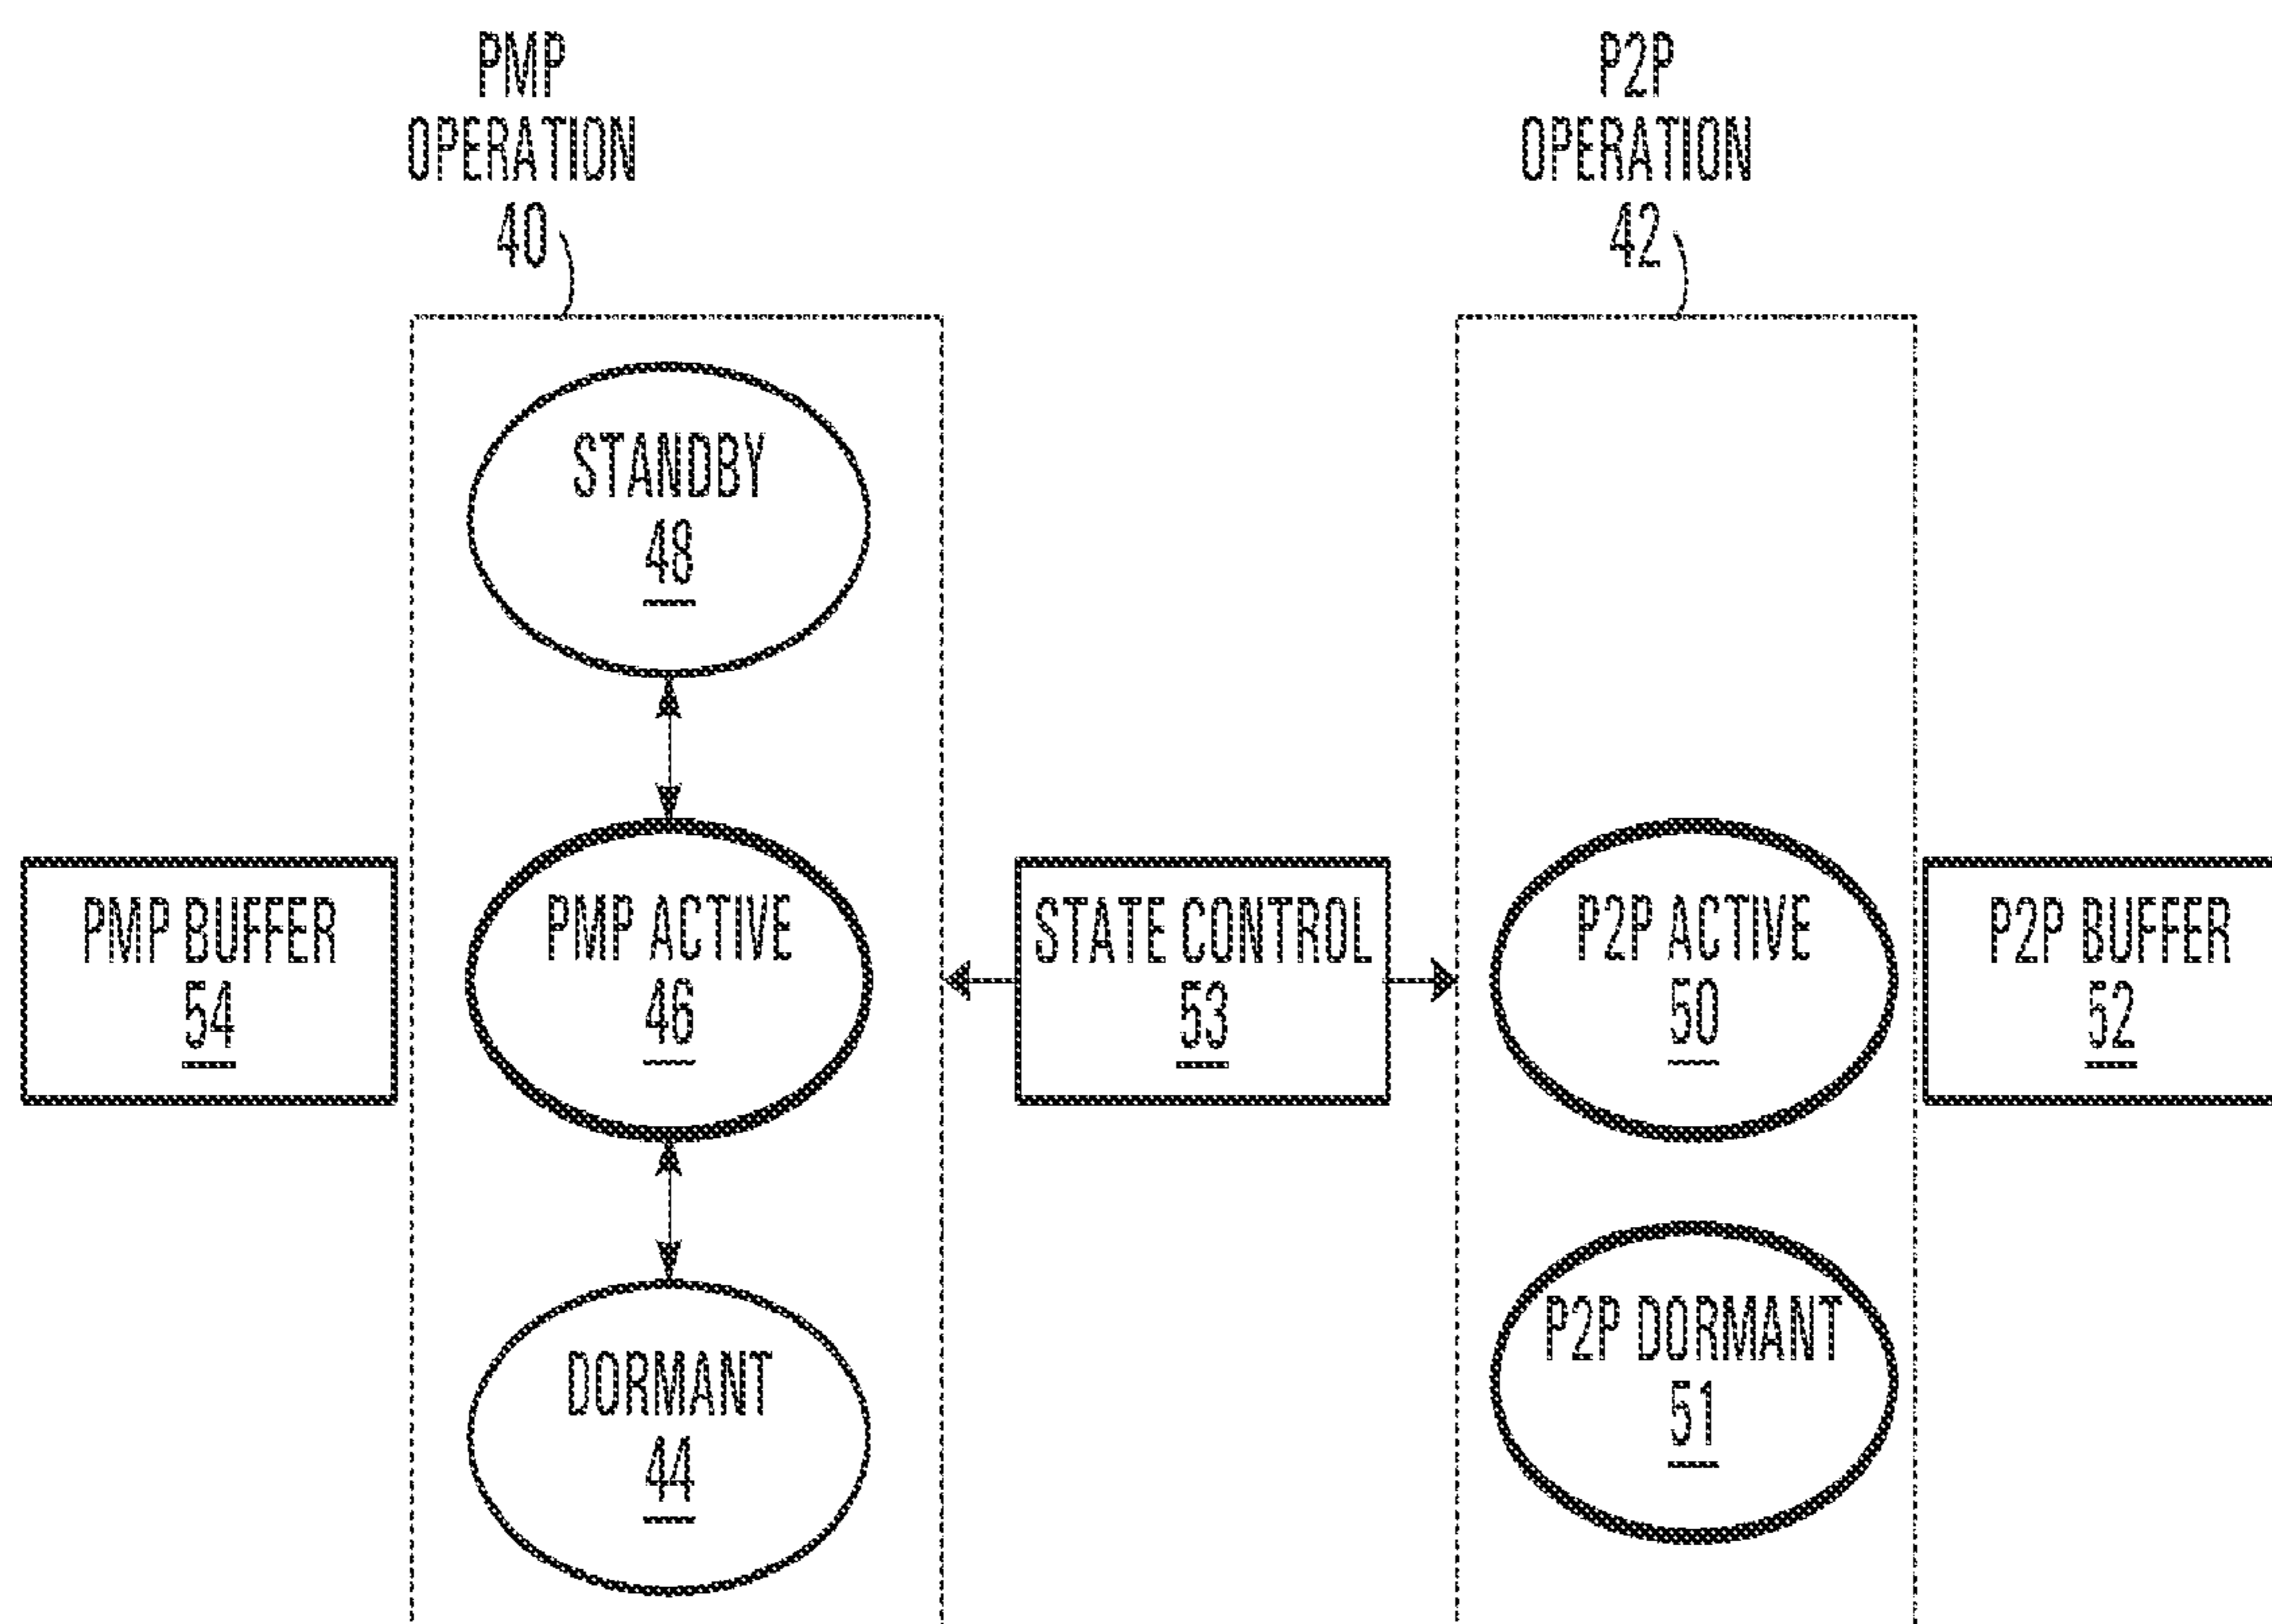 PMP
OPERATION
40
P2P
OPERATION
42
STANDBY
48
PMP BUFFER
54
PMP ACTIVE
46
STATE CONTROL
53
P2P ACTIVE
50
P2P BUFFER
52
DORMANT
44
P2P DORMANT
51